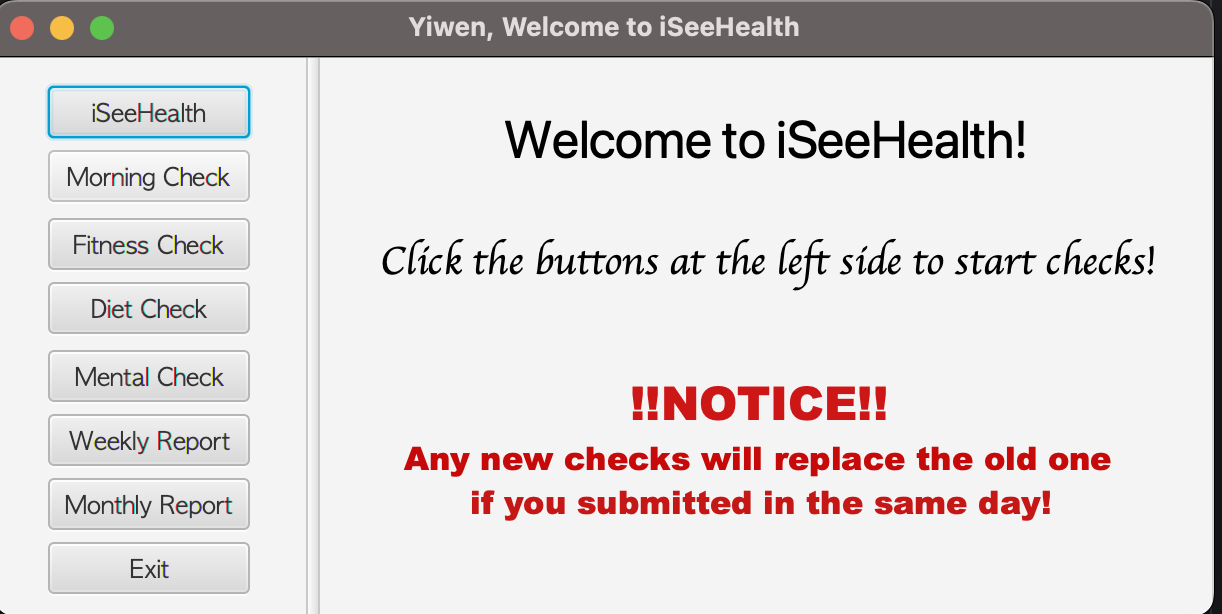 Yiwen, Welcome to iSeeHealth
iSeeHealth
Morning Check
Fitness Check
Diet Check
Mental Check
Weekly Report
Monthly Report
Exit
Welcome to iSeeHealth!
Click the buttons at the left side to start checks!
!!NOTICE!!
Any new checks will replace the old one
if you submitted in the same day!